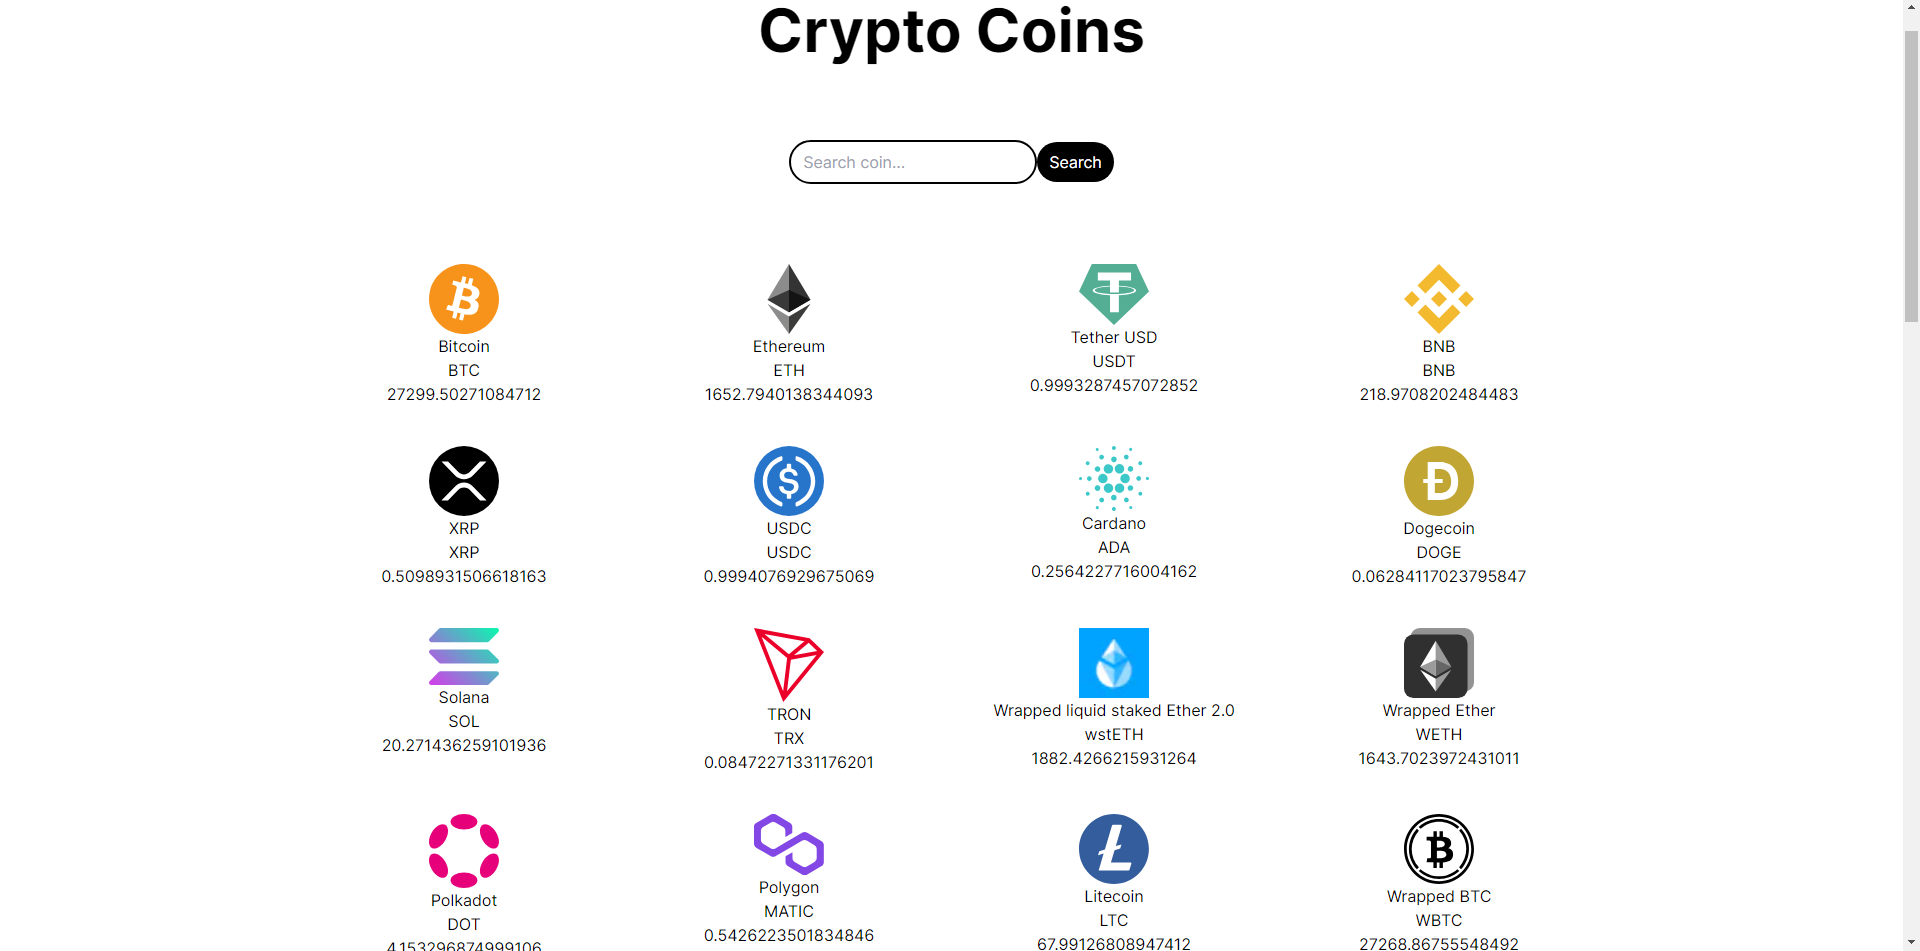 Crypto Coins
Search coin...
Search
Bitcoin
BTC
27299.50271084712
Ethereum
ETH
1652.7940138344093
Tether USD
USDT
0.9993287457072852
BNB
BNB
218.9708202484483
XRP
XRP
0.5098931506618163
USDC
USDC
0.9994076929675069
Cardano
ADA
0.2564227716004162
Dogecoin
DOGE
0.06284117023795847
Solana
SOL
20.271436259101936
TRON
TRX
0.08472271331176201
Wrapped liquid staked Ether 2.0
wstETH
1882.4266215931264
Wrapped Ether
WETH
1643.7023972431011
Polkadot
DOT
4.153296874999106
Polygon
MATIC
0.5426223501834846
Litecoin
LTC
67.99126808947412
Wrapped BTC
WBTC
27268.86755548492